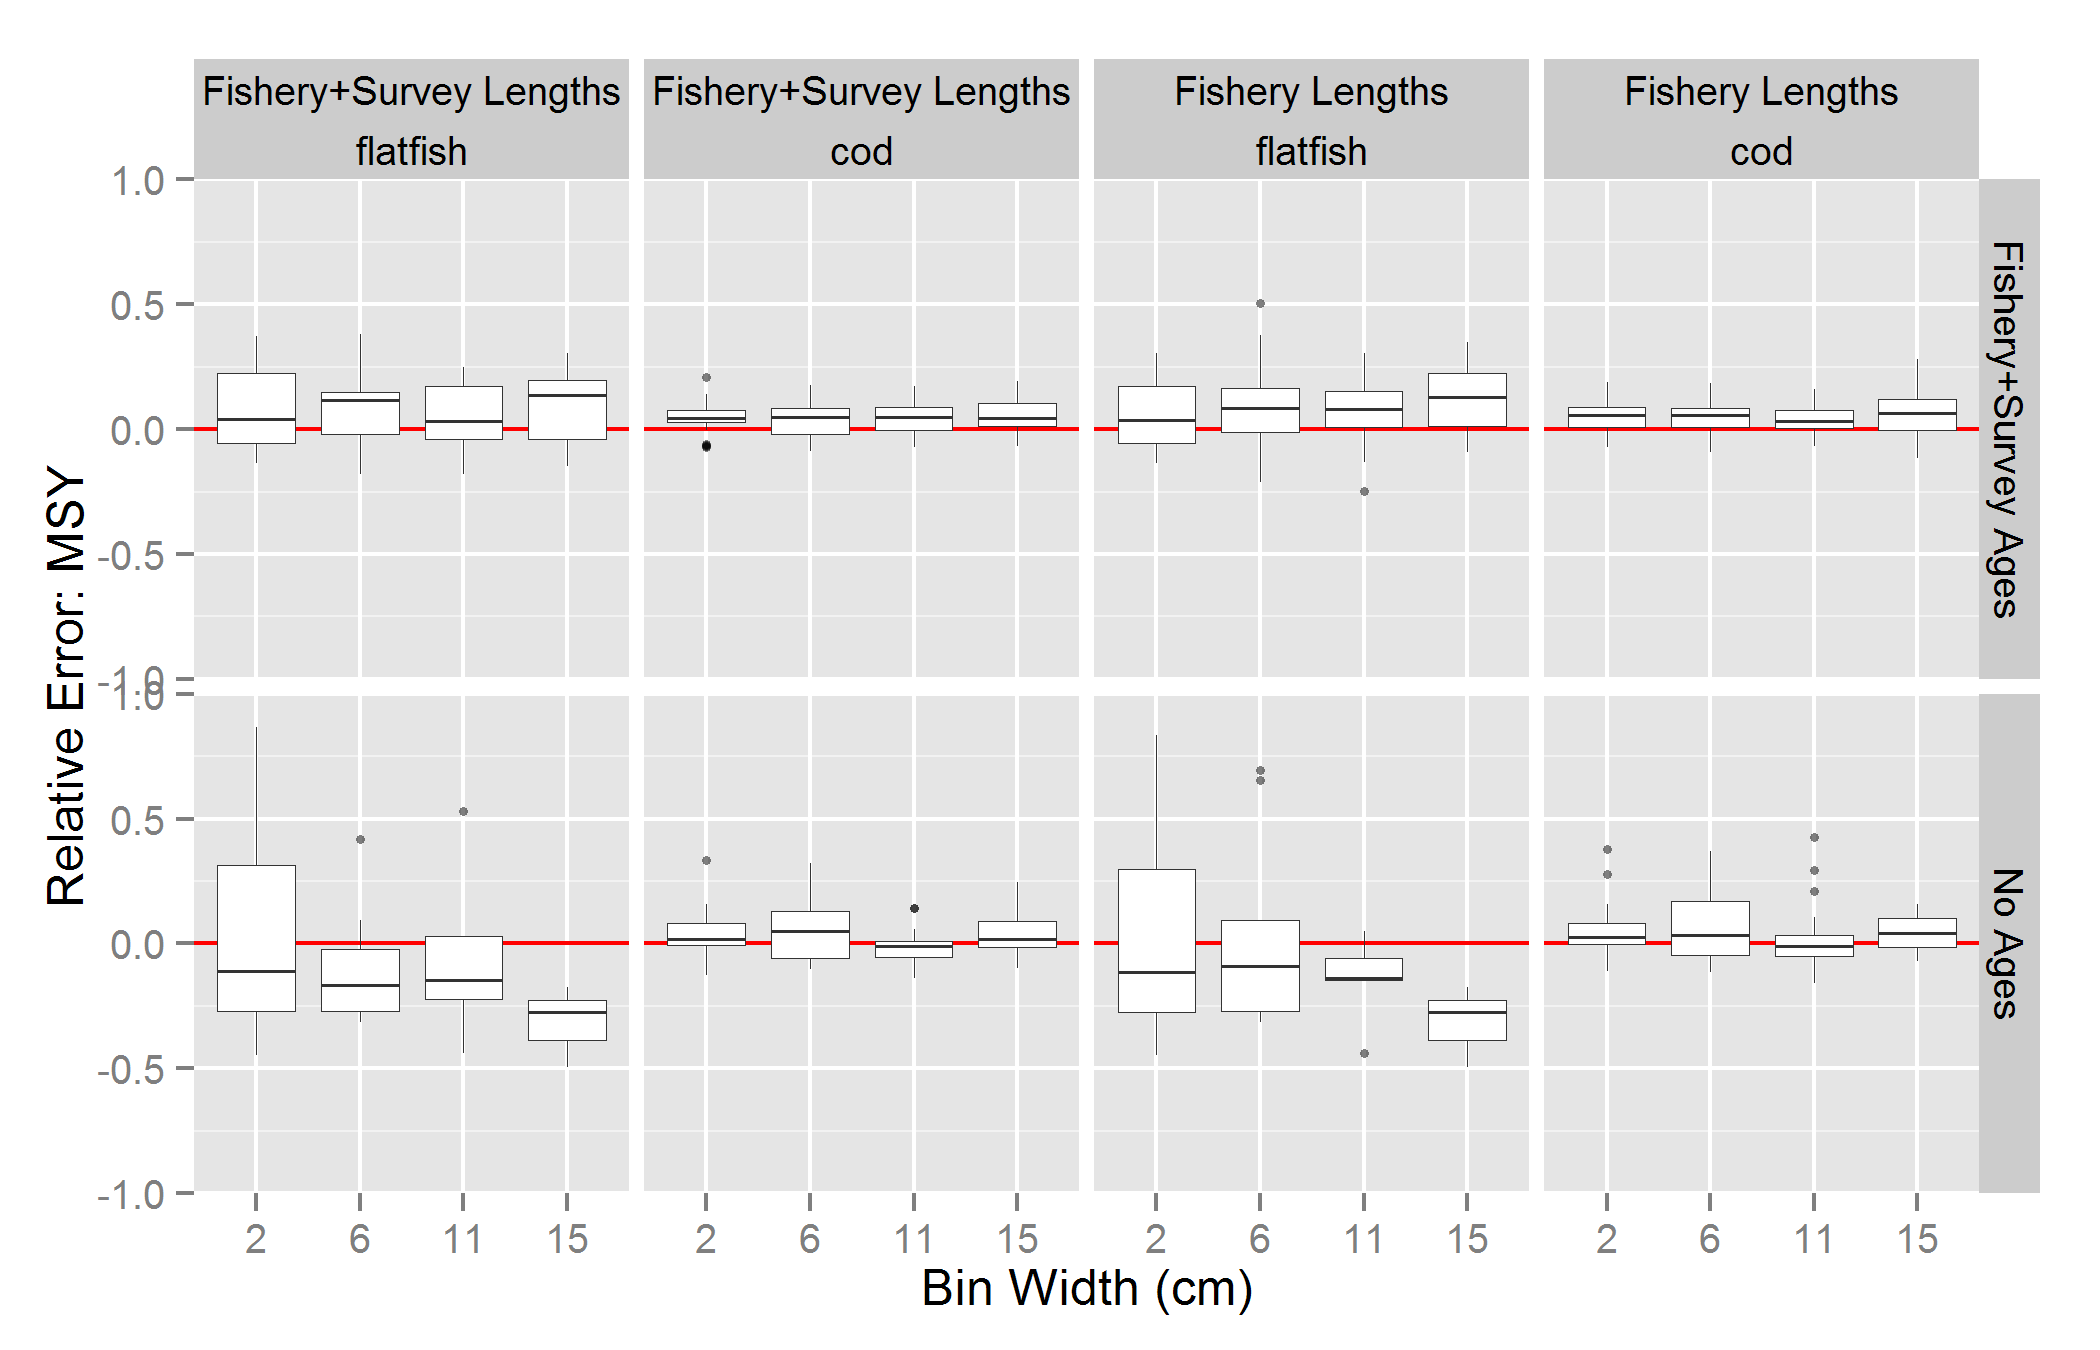 Fishery+Survey Lengths
flatfish
Fishery+Survey Lengths
cod
Fishery Lengths
flatfish
Fishery Lengths
cod
Relative Error: MSY
1.0
0.5
0.0
-0.5
-1.0
Fishery+Survey Ages
1.0
0.5
0.0
-0.5
-1.0
No Ages
2 6 11 15 2 6 11 15 2 6 11 15 2 6 11 15
Bin Width (cm)